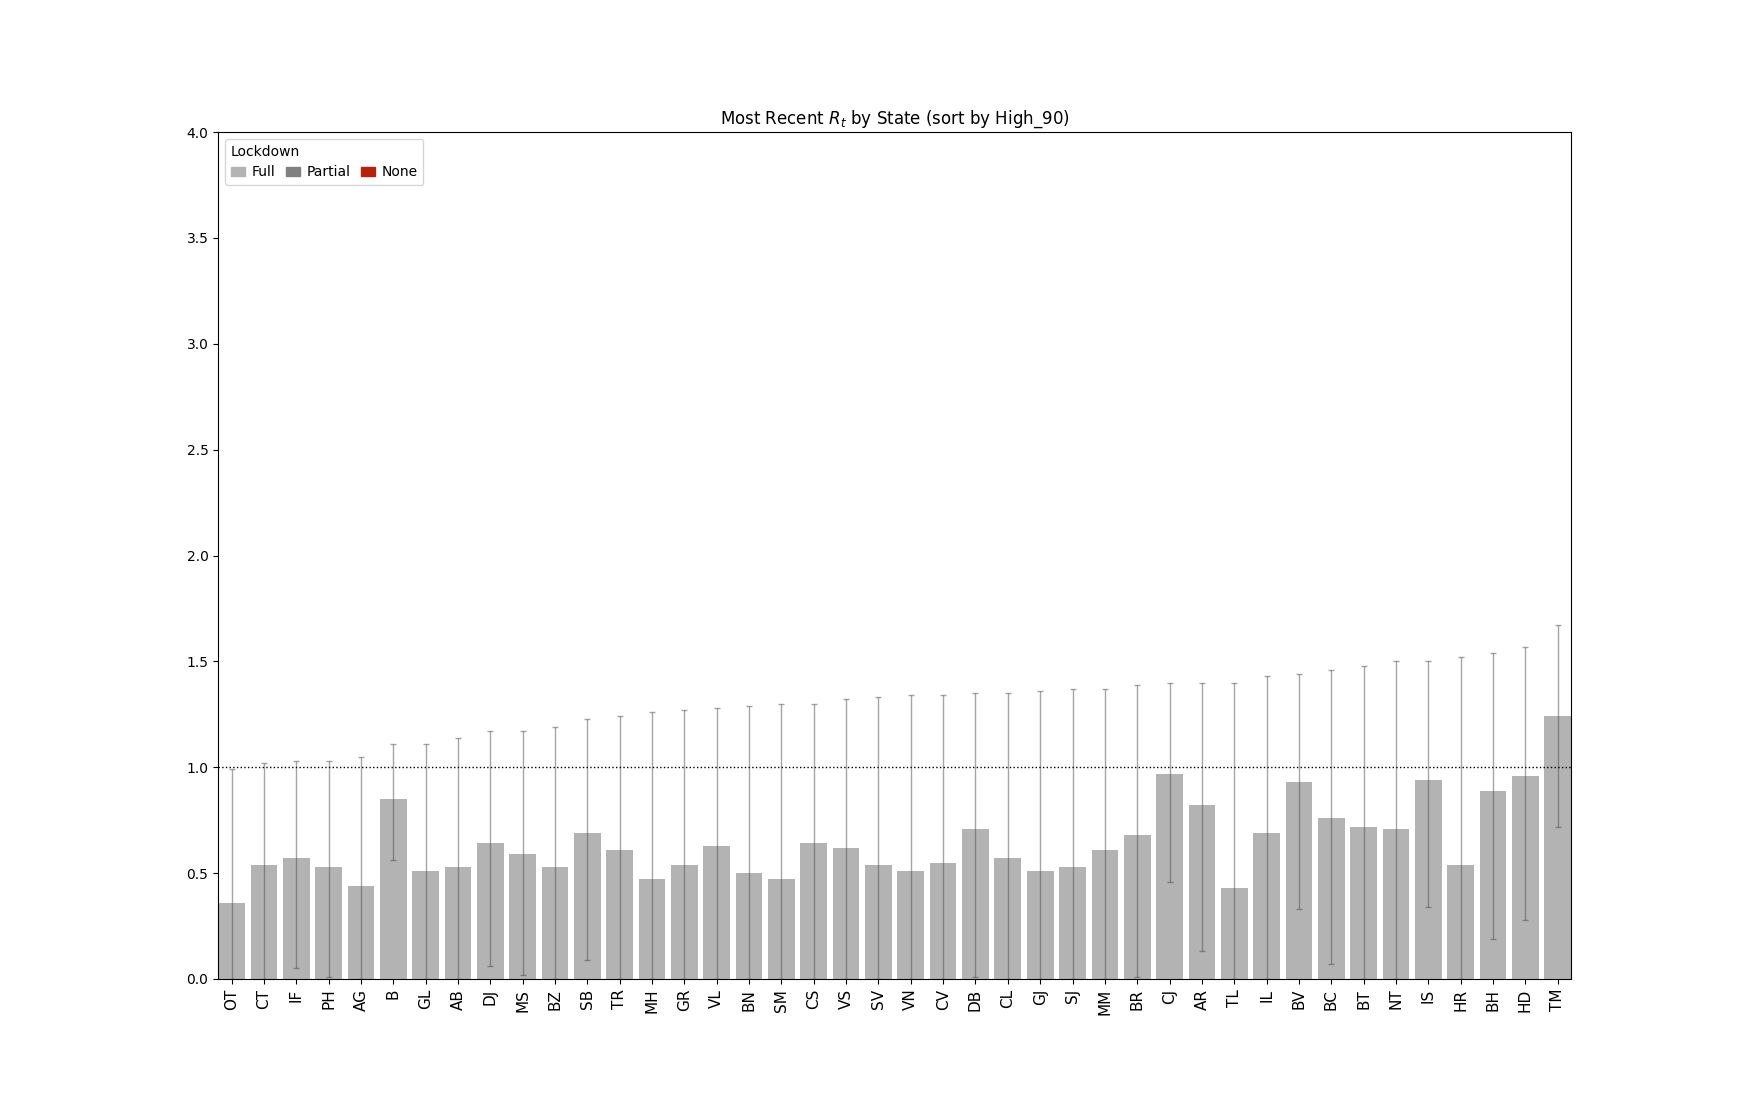 Most Recent R_t by State (sort by High_90)
4.0
Lockdown
Full Partial None
3.5
3.0
2.5
2.0
1.5
1.0
0.5
0.0
OT CT IF PH AG B GL AB DJ MS BZ SB TR MH GR VL BN SM CS VS SV VN CV DB CL GJ SJ MM BR CJ AR TL IL BV BC BT NT IS HR BH HD TM